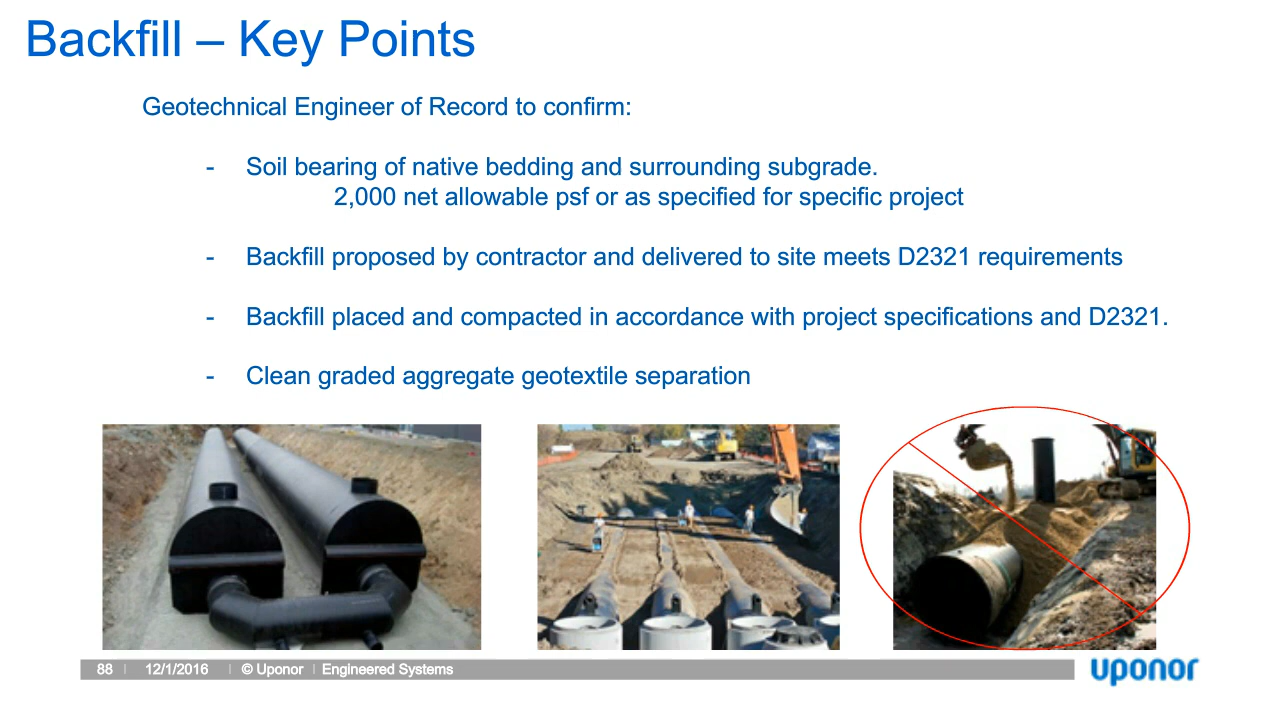 Backfill – Key Points
Geotechnical Engineer of Record to confirm:
- Soil bearing of native bedding and surrounding subgrade.
2,000 net allowable psf or as specified for specific project
- Backfill proposed by contractor and delivered to site meets D2321 requirements
- Backfill placed and compacted in accordance with project specifications and D2321.
- Clean graded aggregate geotextile separation
88 | 12/1/2016 | © Uponor | Engineered Systems
uponor